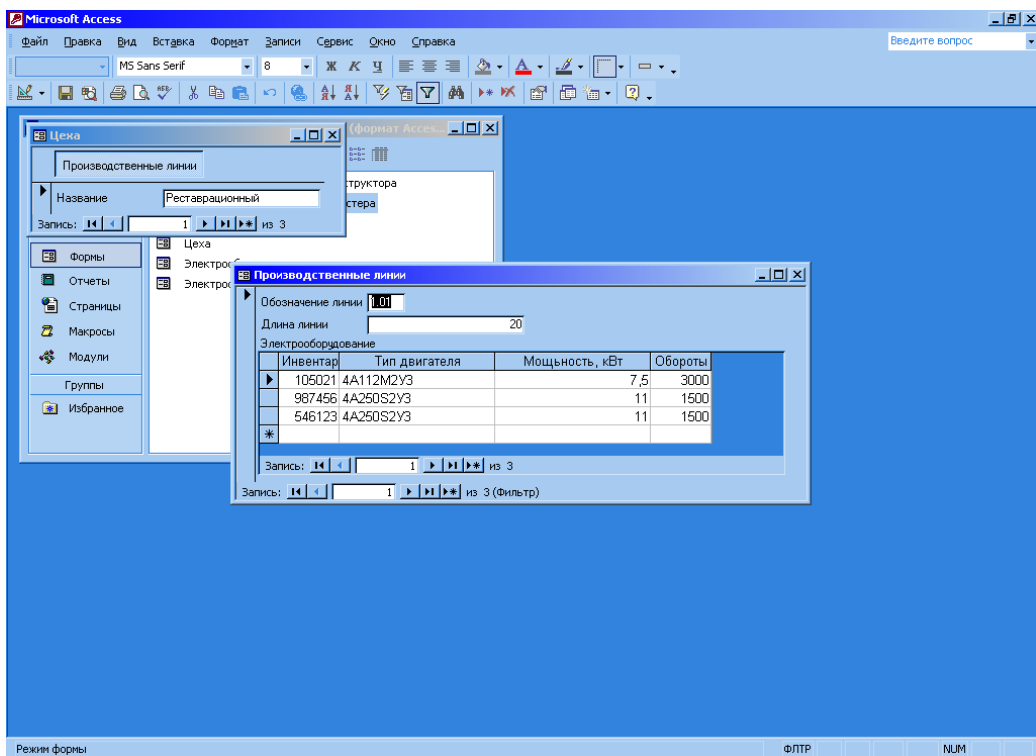 Microsoft Access
Файл Правка Вид Вставка Формат Записи Сервис Окно Справка Введите вопрос
MS Sans Serif 8 Ж К Ч
Цеха (формат Acces...
Производственные линии
структора
Название Реставрационный стера
Запись: 1 из 3
Цеха
Формы Электроо
Отчеты Электроо
Страницы
Макросы
Модули
Группы
Избранное
Производственные линии
Обозначение линии 1.01
Длина линии 20
Электрооборудование
Инвентар Тип двигателя Мощьность, кВт Обороты
105021 4А112М2У3 7,5 3000
987456 4А250S2У3 11 1500
546123 4А250S2У3 11 1500
Запись: 1 из 3
Запись: 1 из 3 (Фильтр)
Режим формы ФЛТР NUM